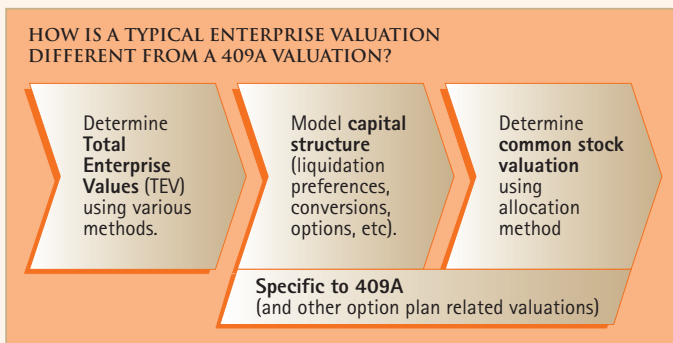 HOW IS A TYPICAL ENTERPRISE VALUATION
DIFFERENT FROM A 409A VALUATION?
Determine
Total
Enterprise
Values (TEV)
using various
methods.
Model capital
structure
(liquidation
preferences,
conversions,
options, etc).
Determine
common stock
valuation
using
allocation
method
Specific to 409A
(and other option plan related valuations)